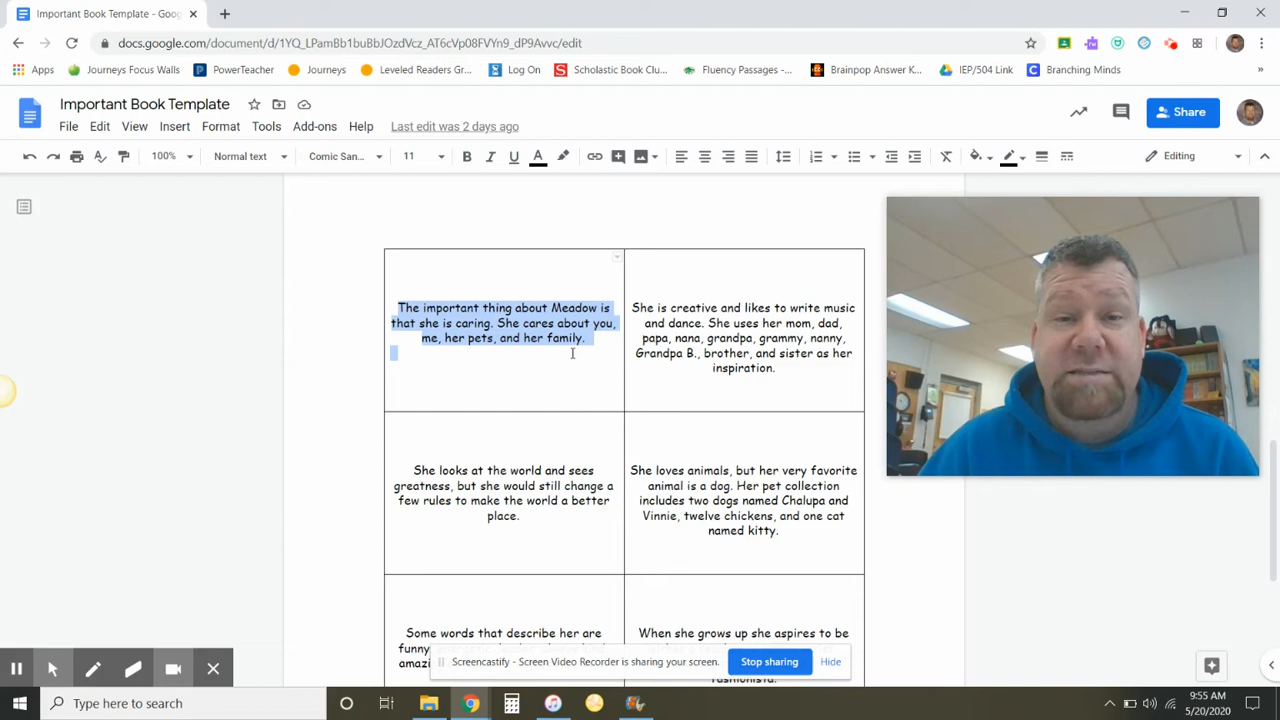 Important Book Template - Goog
docs.google.com/document/d/1YQ_LPamBb1buBbJOzdVcz_AT6cVp08FVYn9_dP9Avvc/edit
Apps
Journeys Focus Walls
PowerTeacher
Journeys
Leveled Readers Gr...
Log On
Scholastic Book Clu...
Fluency Passages -...
Brainpop Answer K...
IEP/504 Link
Branching Minds
Important Book Template
Share
File Edit View Insert Format Tools Add-ons Help Last edit was 2 days ago
100% Normal text Comic San... 11 Editing
The important thing about Meadow is
that she is caring. She cares about you,
me, her pets, and her family.
She is creative and likes to write music
and dance. She uses her mom, dad,
papa, nana, grandpa, grammy, nanny,
Grandpa B., brother, and sister as her
inspiration.
She looks at the world and sees
greatness, but she would still change a
few rules to make the world a better
place.
She loves animals, but her very favorite
animal is a dog. Her pet collection
includes two dogs named Chalupa and
Vinnie, twelve chickens, and one cat
named kitty.
Some words that describe her are
When she grows up she aspires to be
Screencastify - Screen Video Recorder is sharing your screen.
Stop sharing
Hide
Type here to search
9:55 AM
5/20/2020